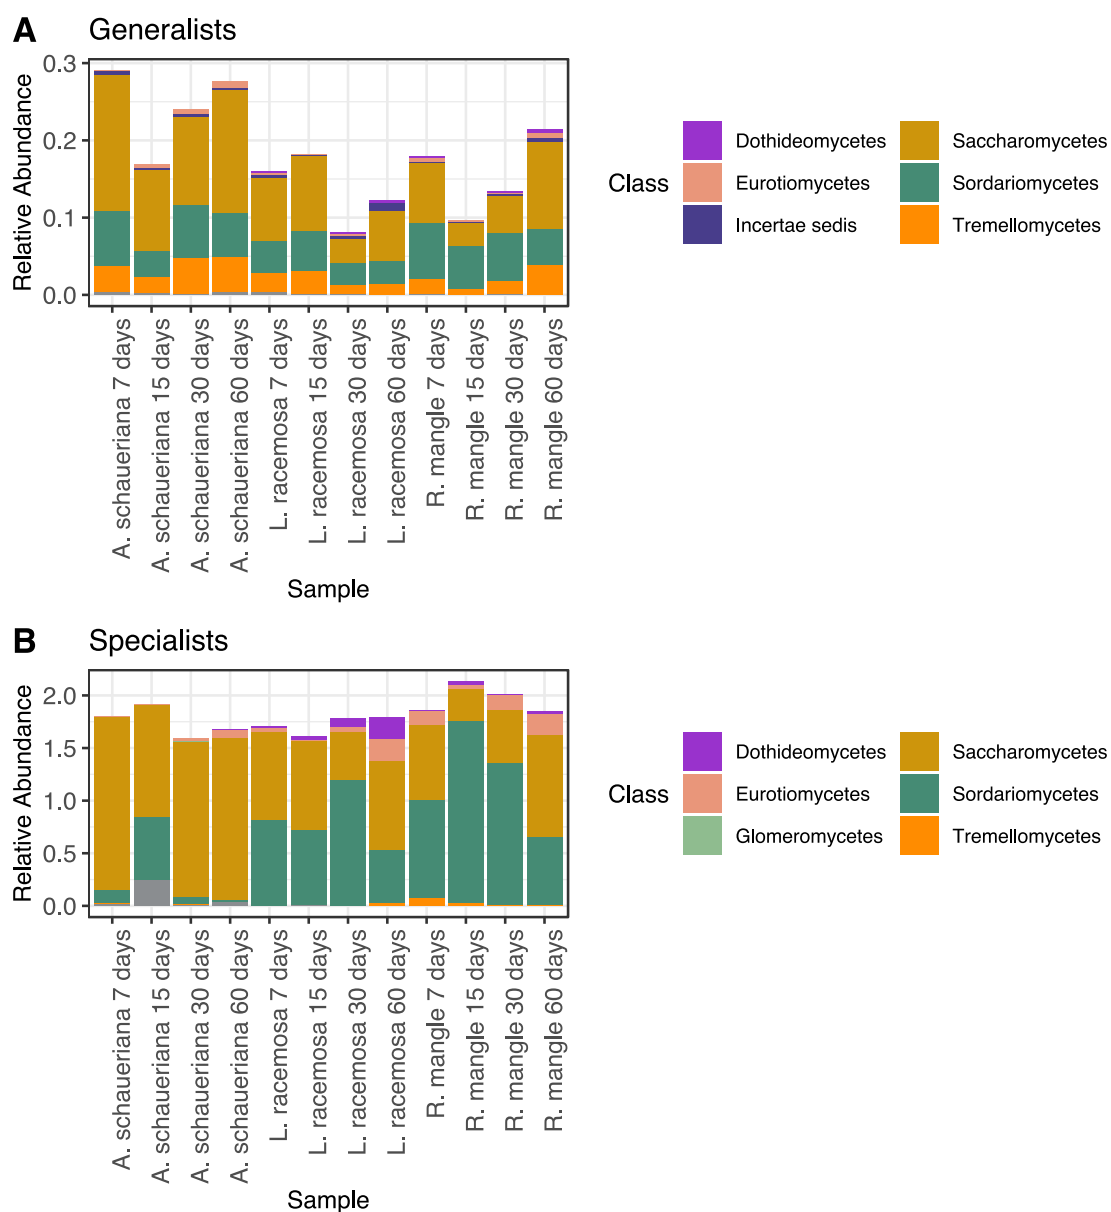 A Generalists
Relative Abundance
0.3
0.2
0.1
0.0
A. schaueriana 7 days
A. schaueriana 15 days
A. schaueriana 30 days
A. schaueriana 60 days
L. racemosa 7 days
L. racemosa 15 days
L. racemosa 30 days
L. racemosa 60 days
R. mangle 7 days
R. mangle 15 days
R. mangle 30 days
R. mangle 60 days
Sample
Class
Dothideomycetes
Eurotiomycetes
Incertae sedis
Saccharomycetes
Sordariomycetes
Tremellomycetes
B Specialists
Relative Abundance
2.0
1.5
1.0
0.5
0.0
A. schaueriana 7 days
A. schaueriana 15 days
A. schaueriana 30 days
A. schaueriana 60 days
L. racemosa 7 days
L. racemosa 15 days
L. racemosa 30 days
L. racemosa 60 days
R. mangle 7 days
R. mangle 15 days
R. mangle 30 days
R. mangle 60 days
Sample
Class
Dothideomycetes
Eurotiomycetes
Glomeromycetes
Saccharomycetes
Sordariomycetes
Tremellomycetes